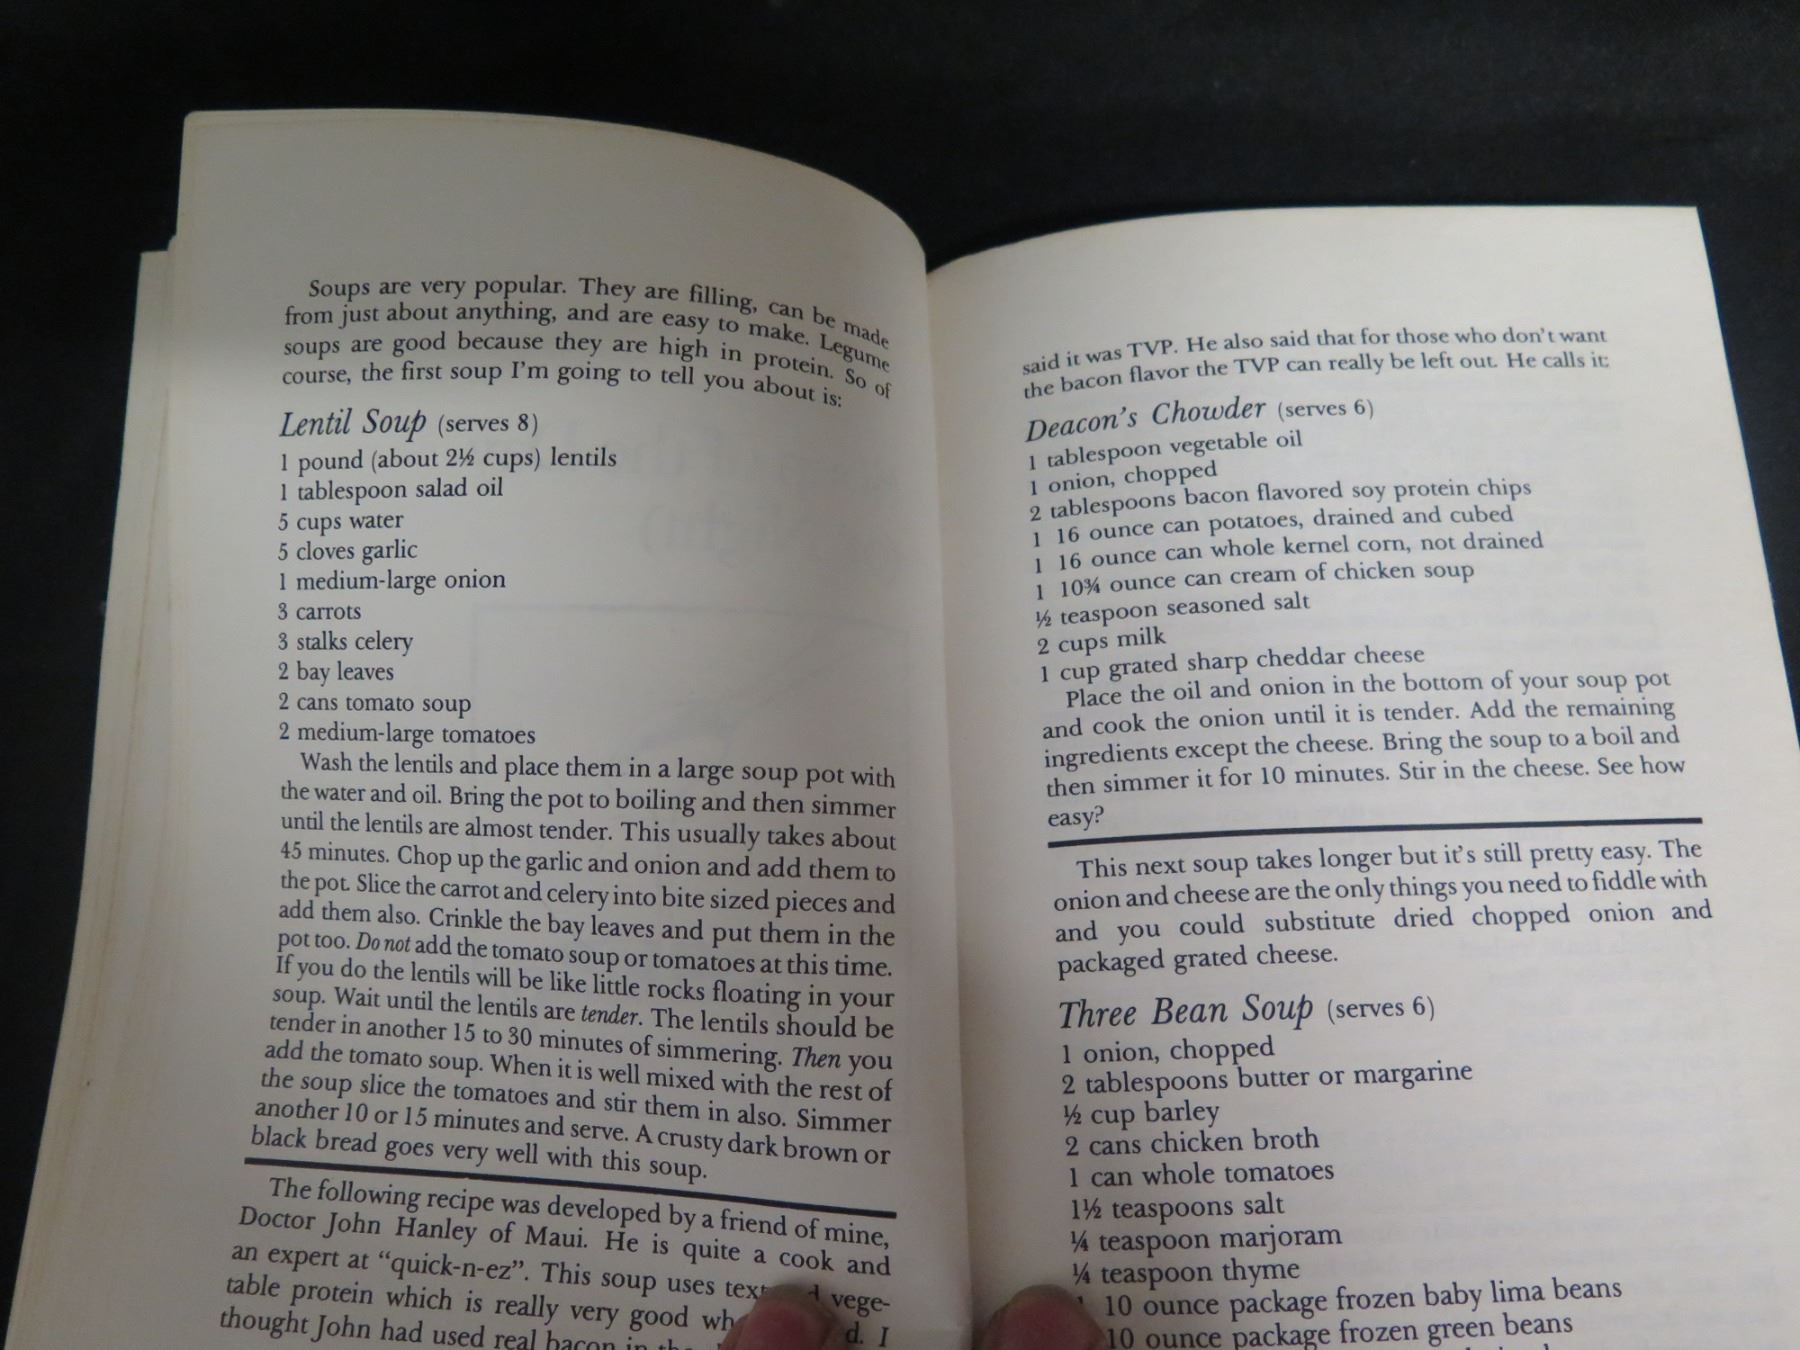 Soups are very popular. They are filling, can be made
from just about anything, and are easy to make. Legume
soups are good because they are high in protein. So of
course, the first soup I'm going to tell you about is:
Lentil Soup (serves 8)
1 pound (about 2½ cups) lentils
1 tablespoon salad oil
5 cups water
5 cloves garlic
1 medium-large onion
3 carrots
3 stalks celery
2 bay leaves
2 cans tomato soup
2 medium-large tomatoes
Wash the lentils and place them in a large soup pot with
the water and oil. Bring the pot to boiling and then simmer
until the lentils are almost tender. This usually takes about
45 minutes. Chop up the garlic and onion and add them to
the pot. Slice the carrot and celery into bite sized pieces and
add them also. Crinkle the bay leaves and put them in the
pot too. Do not add the tomato soup or tomatoes at this time.
If you do the lentils will be like little rocks floating in your
soup. Wait until the lentils are tender. The lentils should be
tender in another 15 to 30 minutes of simmering. Then you
add the tomato soup. When it is well mixed with the rest of
the soup slice the tomatoes and stir them in also. Simmer
another 10 or 15 minutes and serve. A crusty dark brown or
black bread goes very well with this soup.
The following recipe was developed by a friend of mine,
Doctor John Hanley of Maui. He is quite a cook and
an expert at "quick-n-ez". This soup uses vege-
table protein which is really very good
thought John had used real bacon in I
said it was TVP. He also said that for those who don't want
the bacon flavor the TVP can really be left out. He calls it:
Deacon's Chowder (serves 6)
1 tablespoon vegetable oil
1 onion, chopped
2 tablespoons bacon flavored soy protein chips
1 16 ounce can potatoes, drained and cubed
1 16 ounce can whole kernel corn, not drained
1 10¾ ounce can cream of chicken soup
½ teaspoon seasoned salt
2 cups milk
1 cup grated sharp cheddar cheese
Place the oil and onion in the bottom of your soup pot
and cook the onion until it is tender. Add the remaining
ingredients except the cheese. Bring the soup to a boil and
then simmer it for 10 minutes. Stir in the cheese. See how
easy?
This next soup takes longer but it's still pretty easy. The
onion and cheese are the only things you need to fiddle with
and you could substitute dried chopped onion and
packaged grated cheese.
Three Bean Soup (serves 6)
1 onion, chopped
2 tablespoons butter or margarine
½ cup barley
2 cans chicken broth
1 can whole tomatoes
1½ teaspoons salt
¼ teaspoon marjoram
¼ teaspoon thyme
1 10 ounce package frozen baby lima beans
10 ounce package frozen green beans